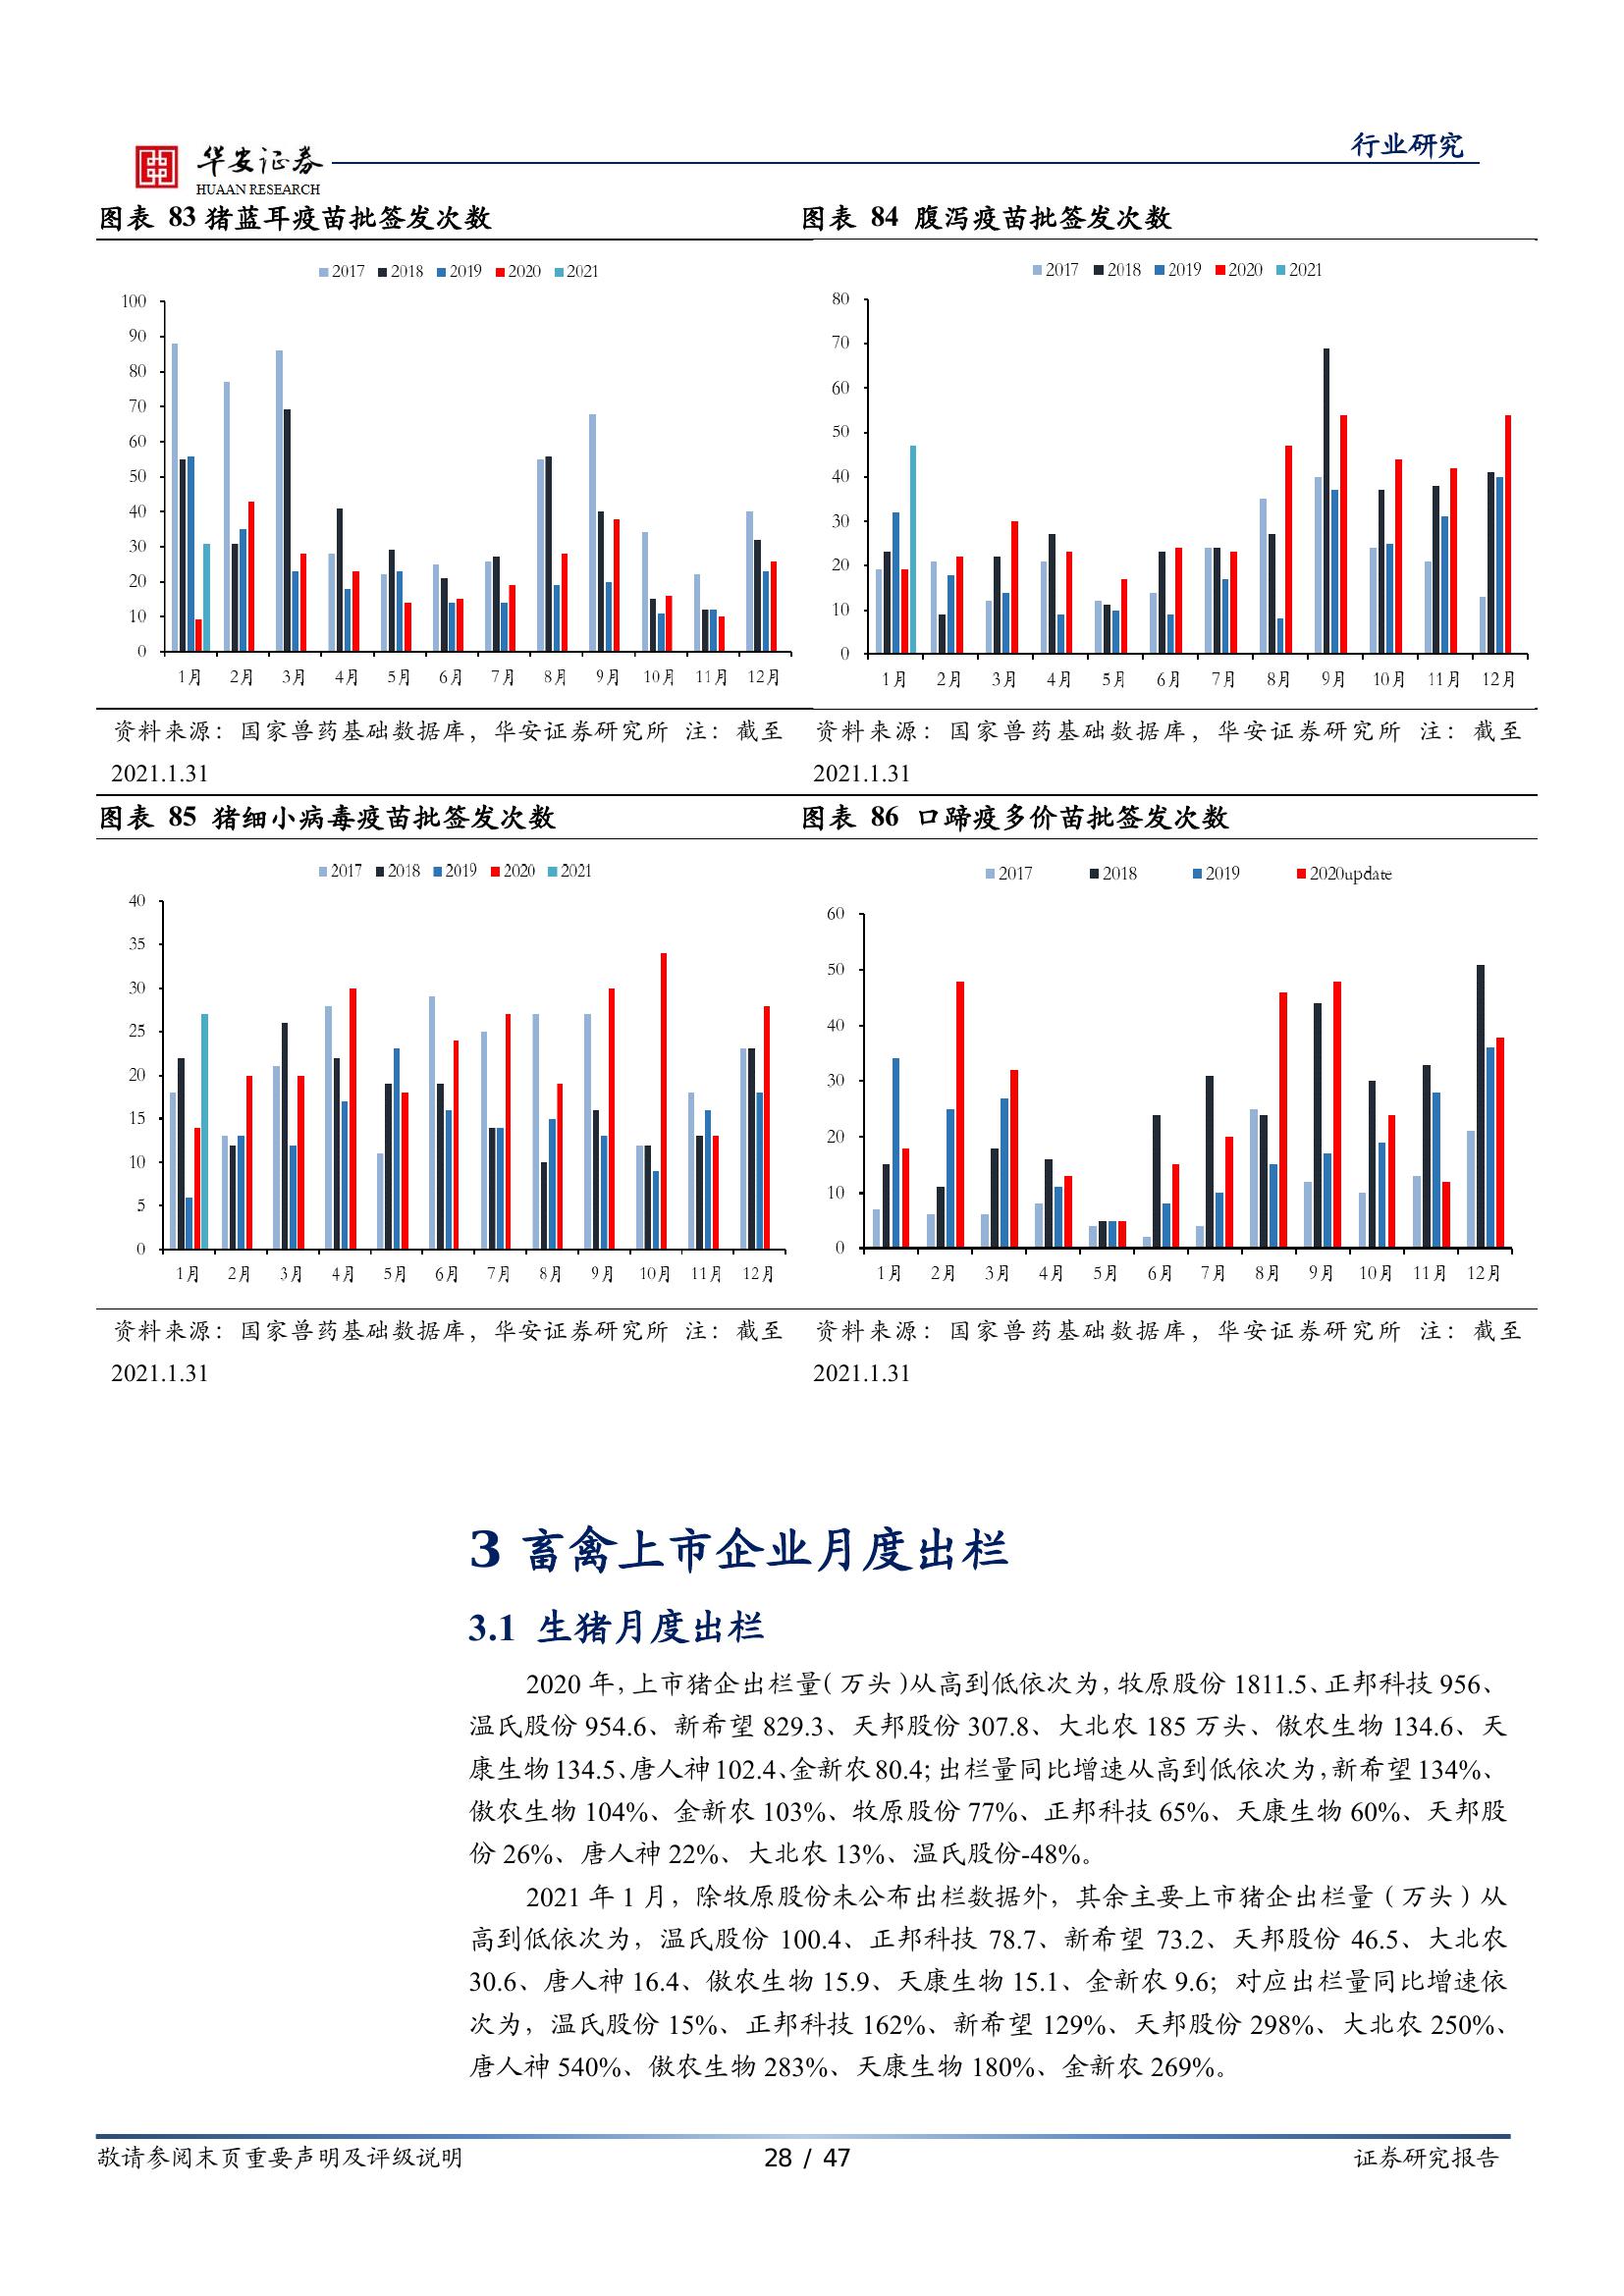 行业研究
华安证券
HUAAN RESEARCH
图表 83 猪蓝耳疫苗批签发次数
2017 2018 2019 2020 2021
100
90
80
70
60
50
40
30
20
10
0
1月 2月 3月 4月 5月 6月 7月 8月 9月 10月 11月 12月
资料来源：国家兽药基础数据库，华安证券研究所 注：截至
2021.1.31
图表 84 腹泻疫苗批签发次数
2017 2018 2019 2020 2021
80
70
60
50
40
30
20
10
0
1月 2月 3月 4月 5月 6月 7月 8月 9月 10月 11月 12月
资料来源：国家兽药基础数据库，华安证券研究所 注：截至
2021.1.31
图表 85 猪细小病毒疫苗批签发次数
2017 2018 2019 2020 2021
40
35
30
25
20
15
10
5
0
1月 2月 3月 4月 5月 6月 7月 8月 9月 10月 11月 12月
资料来源：国家兽药基础数据库，华安证券研究所 注：截至
2021.1.31
图表 86 口蹄疫多价苗批签发次数
2017 2018 2019 2020update
60
50
40
30
20
10
0
1月 2月 3月 4月 5月 6月 7月 8月 9月 10月 11月 12月
资料来源：国家兽药基础数据库，华安证券研究所 注：截至
2021.1.31
3 畜禽上市企业月度出栏
3.1 生猪月度出栏
2020 年，上市猪企出栏量（万头）从高到低依次为，牧原股份 1811.5、正邦科技 956、
温氏股份 954.6、新希望 829.3、天邦股份 307.8、大北农 185 万头、傲农生物 134.6、天
康生物 134.5、唐人神 102.4、金新农 80.4；出栏量同比增速从高到低依次为，新希望 134%、
傲农生物 104%、金新农 103%、牧原股份 77%、正邦科技 65%、天康生物 60%、天邦股
份 26%、唐人神 22%、大北农 13%、温氏股份-48%。
2021 年 1 月，除牧原股份未公布出栏数据外，其余主要上市猪企出栏量（万头）从
高到低依次为，温氏股份 100.4、正邦科技 78.7、新希望 73.2、天邦股份 46.5、大北农
30.6、唐人神 16.4、傲农生物 15.9、天康生物 15.1、金新农 9.6；对应出栏量同比增速依
次为，温氏股份 15%、正邦科技 162%、新希望 129%、天邦股份 298%、大北农 250%、
唐人神 540%、傲农生物 283%、天康生物 180%、金新农 269%。
敬请参阅末页重要声明及评级说明
28 / 47
证券研究报告